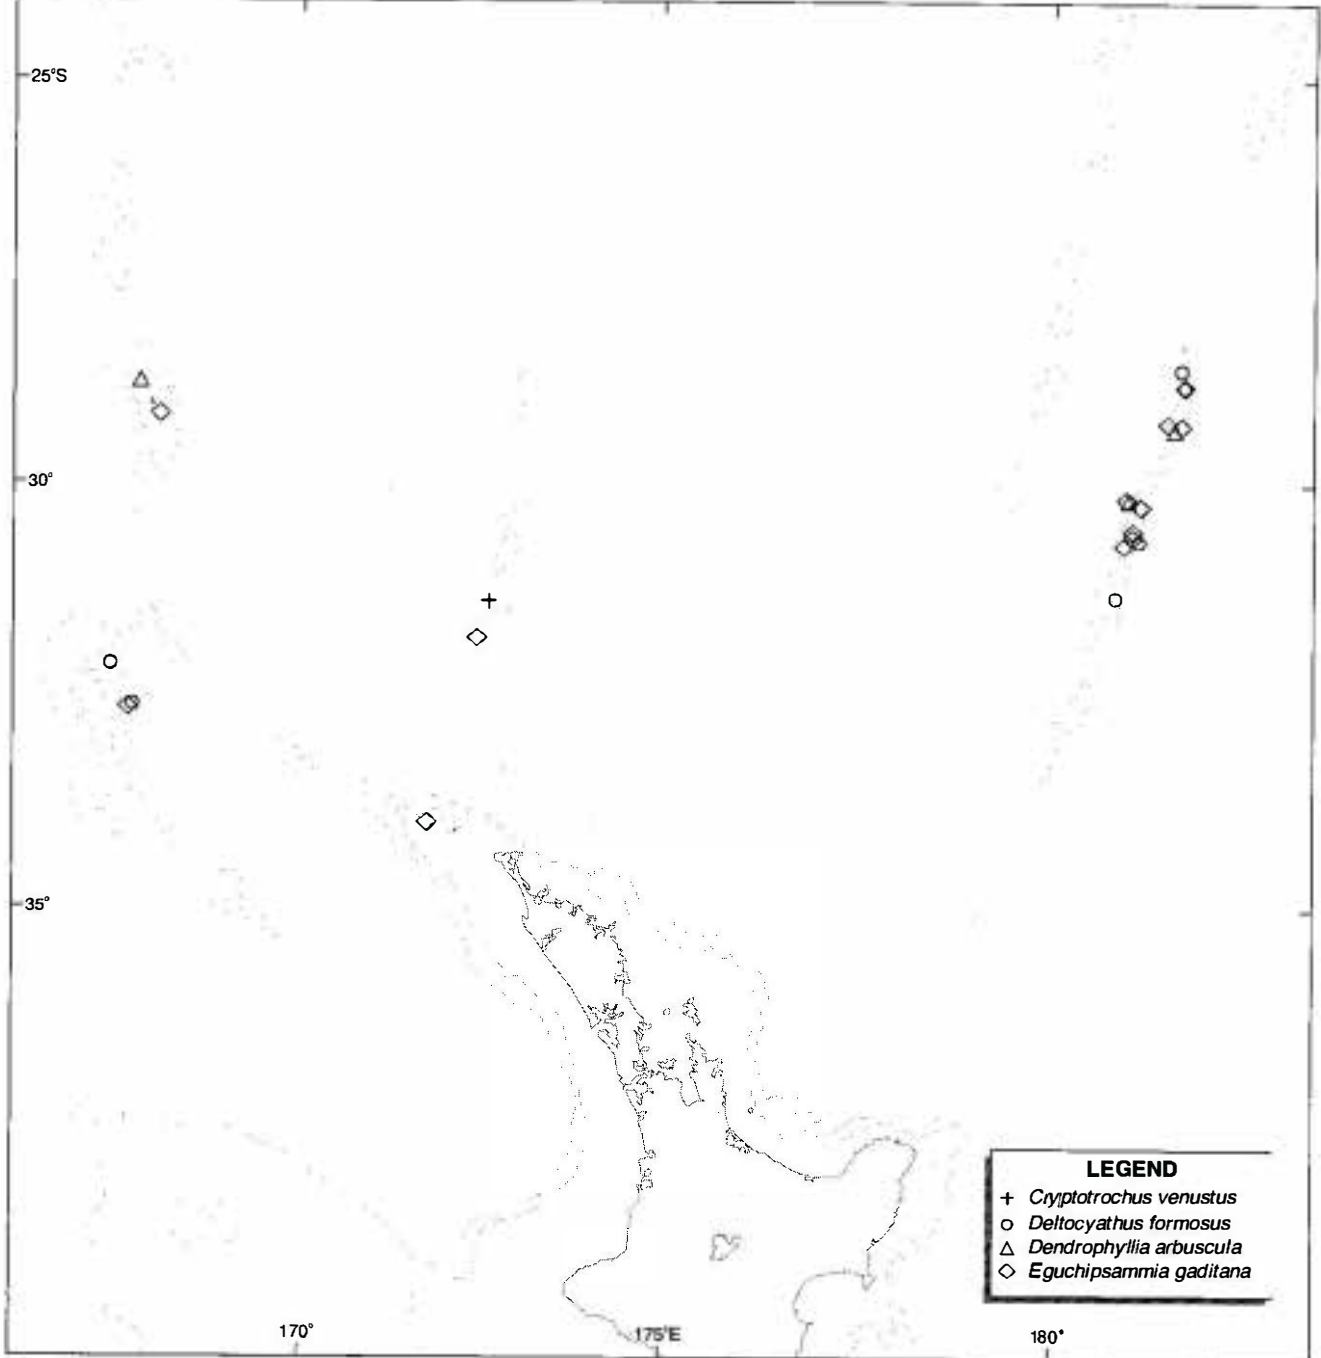 25°S
30°
35°
170°
175°E
180°
LEGEND
Cryptotrochus venustus
Deltocyathus formosus
Dendrophyllia arbuscula
Eguchipsammia gaditana